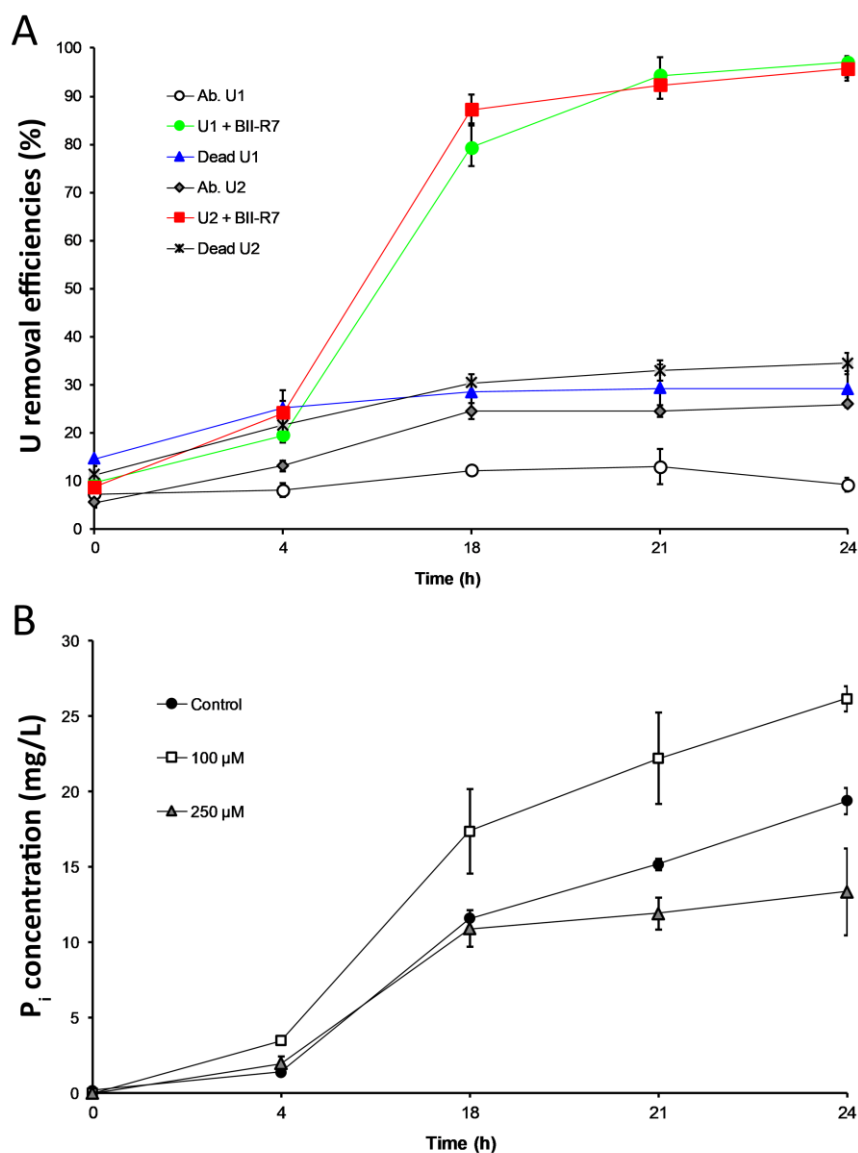 A
U removal efficiencies (%)
100
90
80
70
60
50
40
30
20
10
0
Ab. U1
U1 + BII-R7
Dead U1
Ab. U2
U2 + BII-R7
Dead U2
0 4 18 21 24
Time (h)
B
Pi concentration (mg/L)
30
25
20
15
10
5
0
Control
100 µM
250 µM
0 4 18 21 24
Time (h)